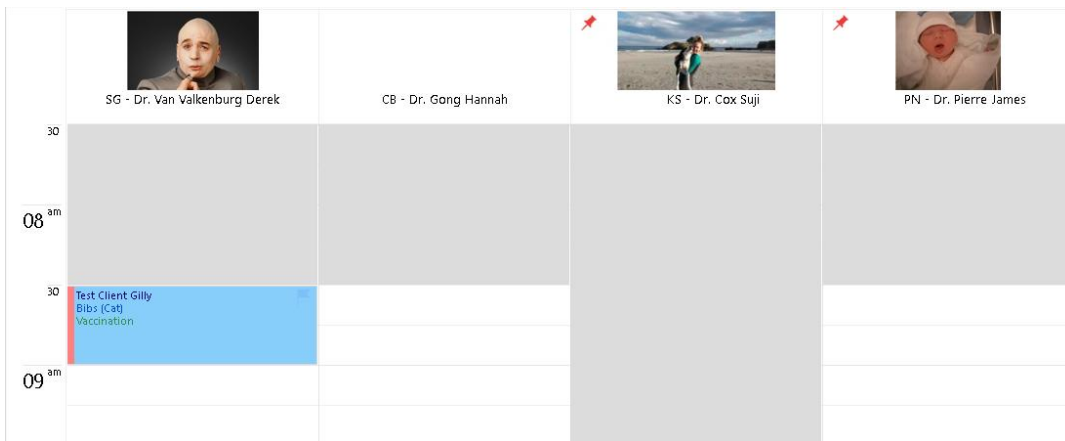 SG - Dr. Van Valkenburg Derek
CB - Dr. Gong Hannah
KS - Dr. Cox Suji
PN - Dr. Pierre James
30
08 am
30
Test Client Gilly
Bibs (Cat)
Vaccination
09 am